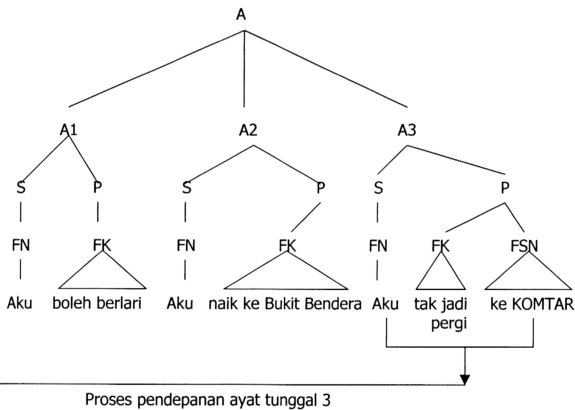 A
A1 A2 A3
S P S P S P
FN FK FN FK FN FK FSN
Aku boleh berlari Aku naik ke Bukit Bendera Aku tak jadi ke KOMTAR
pergi
Proses pendepanan ayat tunggal 3